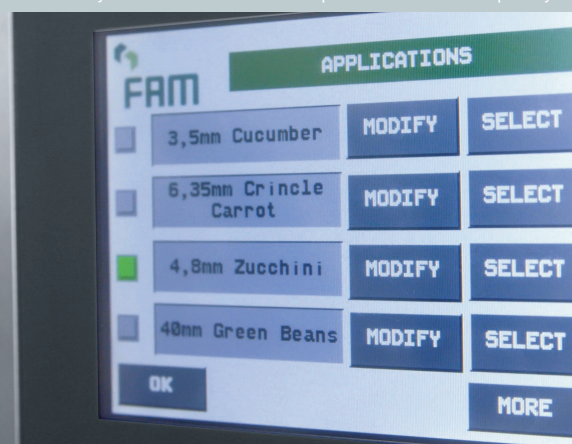 FAM
APPLICATIONS
3,5mm Cucumber
MODIFY
SELECT
6,35mm Crincle
Carrot
MODIFY
SELECT
4,8mm Zucchini
MODIFY
SELECT
40mm Green Beans
MODIFY
SELECT
OK
MORE